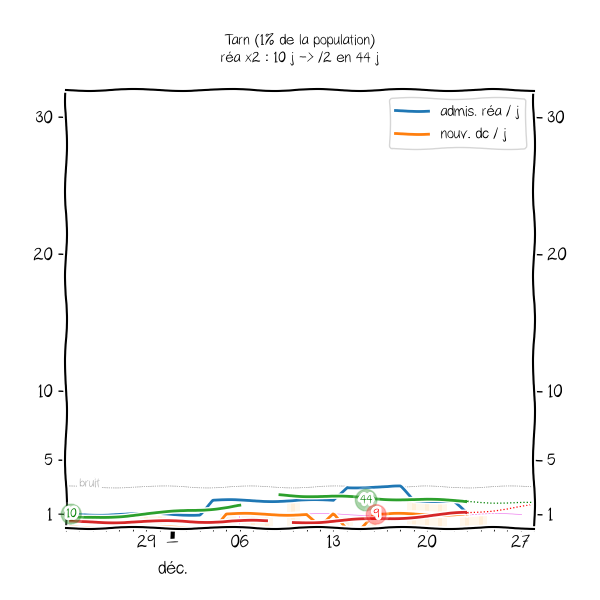 Tarn (1% de la population)
réa x2 : 10 j -> /2 en 44 j
admis. réa / j
nouv. dc / j
30 30
20 20
10 10
5 5
bruit
44
10
9
1 1
29 06 13 20 27
déc.